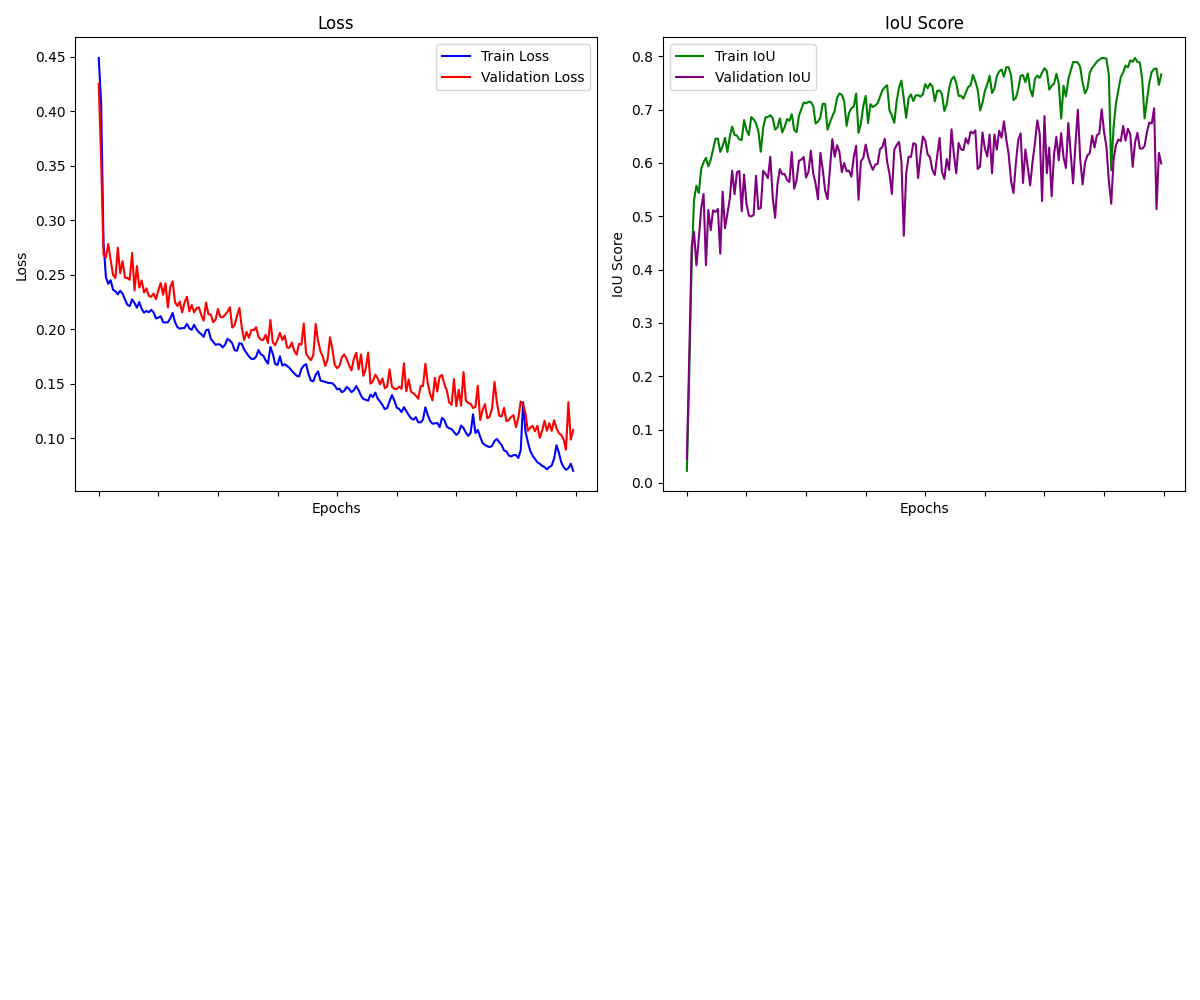 Loss
Train Loss
Validation Loss
0.45
0.40
0.35
0.30
0.25
0.20
0.15
0.10
Loss
Epochs
IoU Score
Train IoU
Validation IoU
0.8
0.7
0.6
0.5
0.4
0.3
0.2
0.1
0.0
IoU Score
Epochs